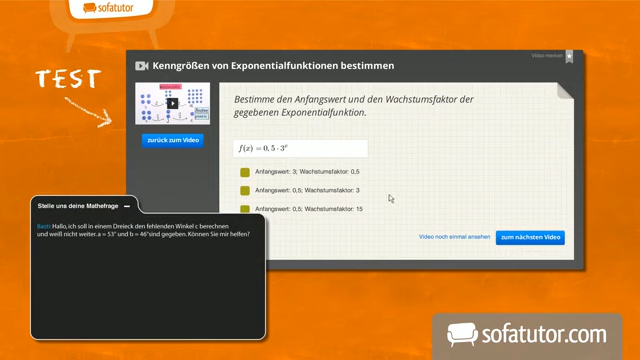 sofatutor
TEST
Kenngrößen von Exponentialfunktionen bestimmen
Video merken
Bestimme den Anfangswert und den Wachstumsfaktor der
gegebenen Exponentialfunktion.
f(x) = 0,5 · 3ˣ
zurück zum Video
Anfangswert: 3; Wachstumsfaktor: 0,5
Anfangswert: 0,5; Wachstumsfaktor: 3
Anfangswert: 0,5; Wachstumsfaktor: 15
Video noch einmal ansehen
zum nächsten Video
Stelle uns deine Mathefrage
Basti: Hallo, ich soll in einem Dreieck den fehlenden Winkel c berechnen
und weiß nicht weiter. a = 53° und b = 46° sind gegeben. Können Sie mir helfen?
sofatutor.com